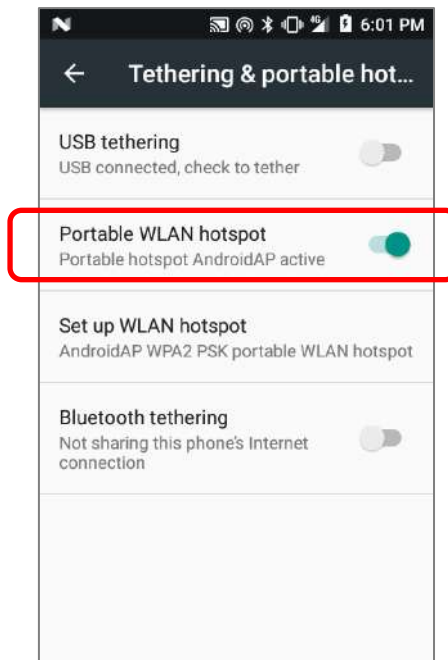 4G 6:01 PM
Tethering & portable hot...
USB tethering
USB connected, check to tether
Portable WLAN hotspot
Portable hotspot AndroidAP active
Set up WLAN hotspot
AndroidAP WPA2 PSK portable WLAN hotspot
Bluetooth tethering
Not sharing this phone's Internet
connection